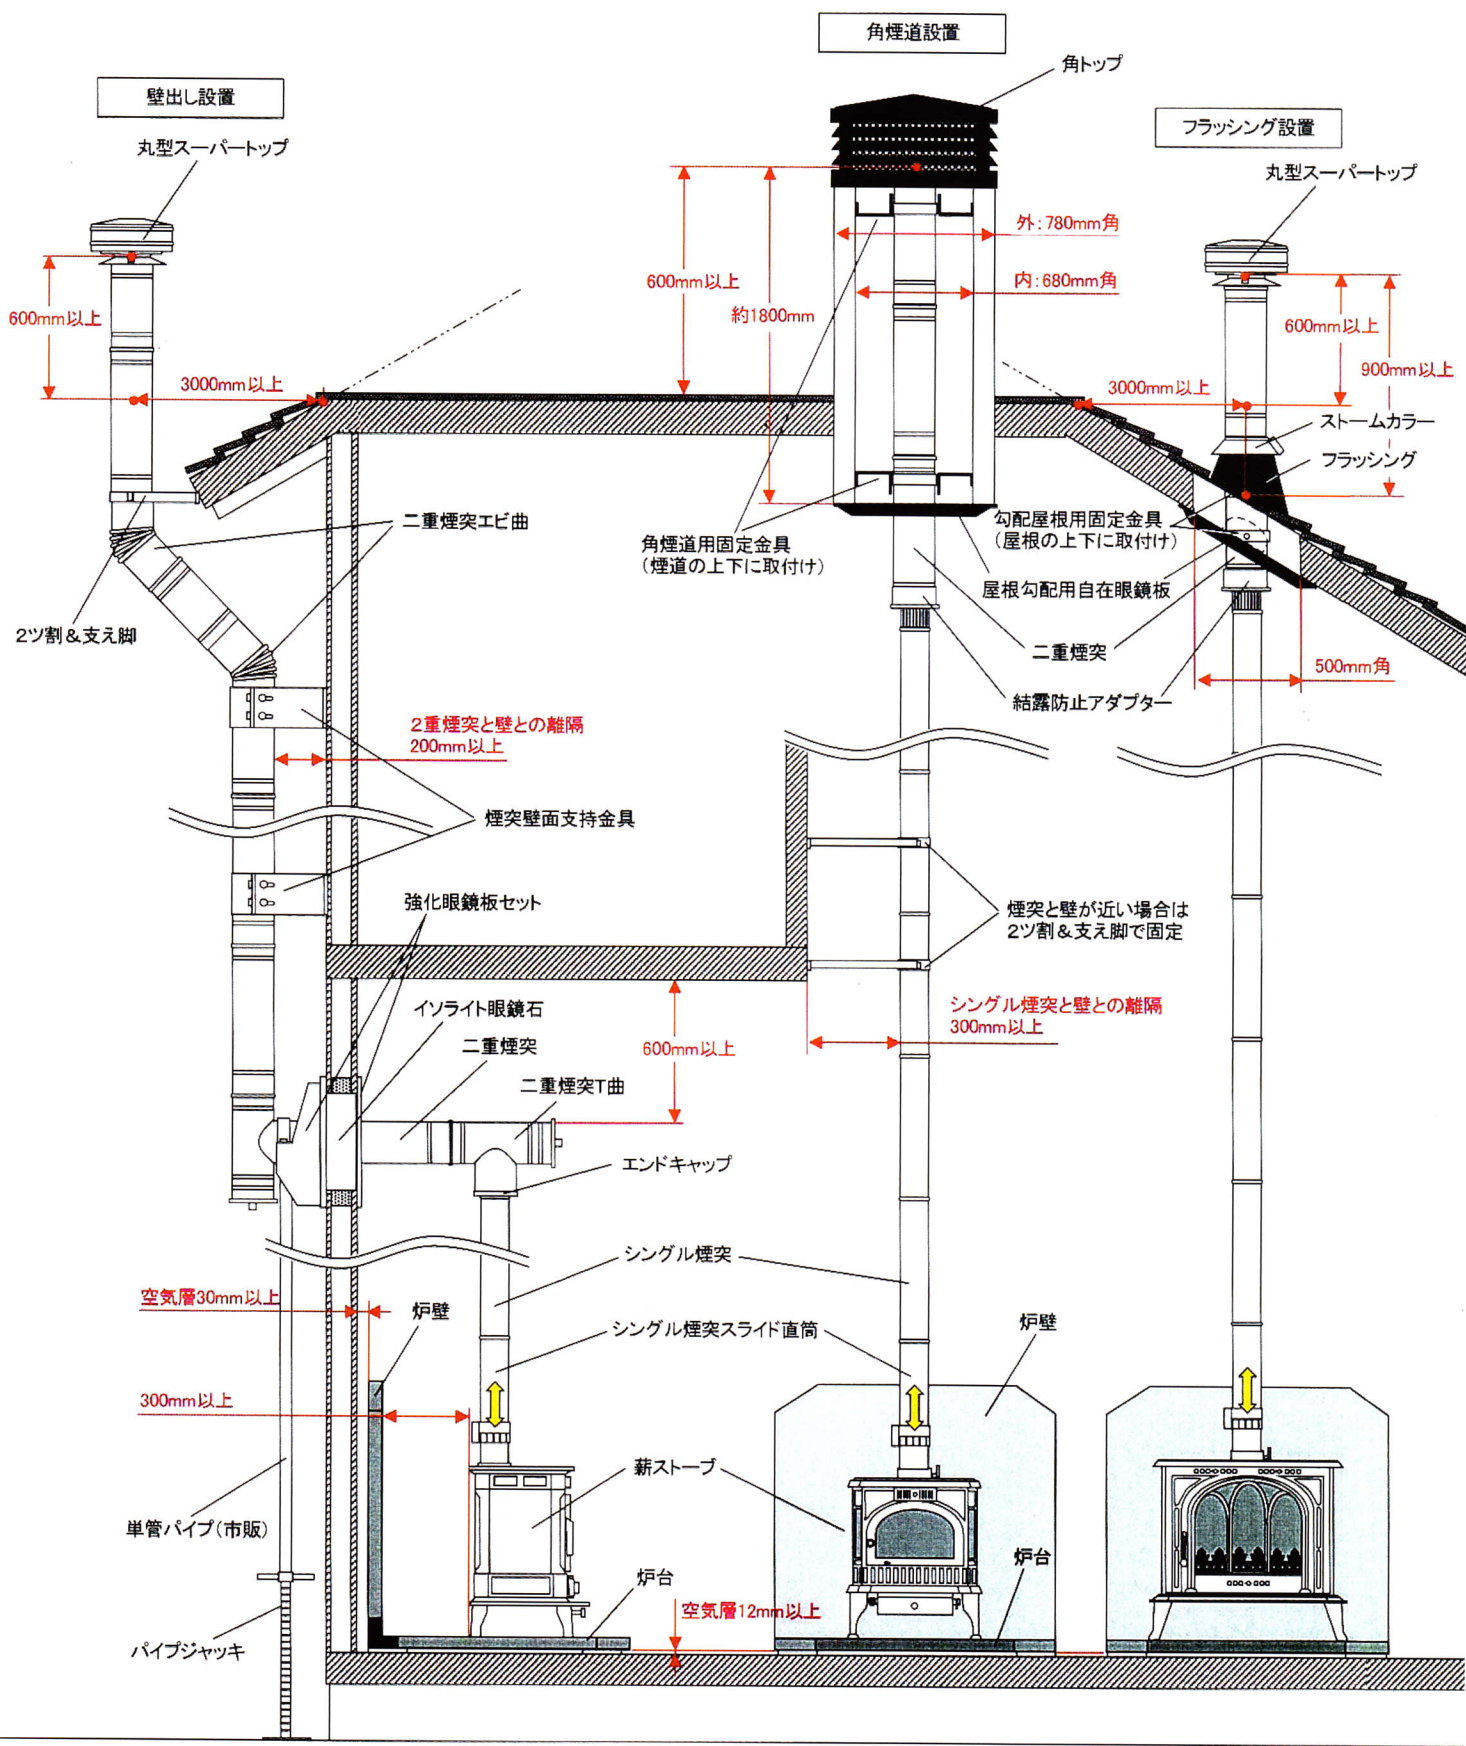 角煙道設置
角トップ
壁出し設置
丸型スーパートップ
フラッシング設置
丸型スーパートップ
外:780mm角
内:680mm角
600mm以上
約1800mm
600mm以上
3000mm以上
600mm以上
900mm以上
3000mm以上
ストームカラー
フラッシング
二重煙突エビ曲
角煙道用固定金具
(煙道の上下に取付け)
勾配屋根用固定金具
(屋根の上下に取付け)
屋根勾配用自在眼鏡板
2ツ割&支え脚
二重煙突
500mm角
結露防止アダプター
2重煙突と壁との離隔
200mm以上
煙突壁面支持金具
強化眼鏡板セット
煙突と壁が近い場合は
2ツ割&支え脚で固定
イソライト眼鏡石
二重煙突
二重煙突T曲
600mm以上
シングル煙突と壁との離隔
300mm以上
エンドキャップ
シングル煙突
空気層30mm以上
炉壁
シングル煙突スライド直筒
炉壁
300mm以上
薪ストーブ
単管パイプ(市販)
炉台
炉台
空気層12mm以上
パイプジャッキ